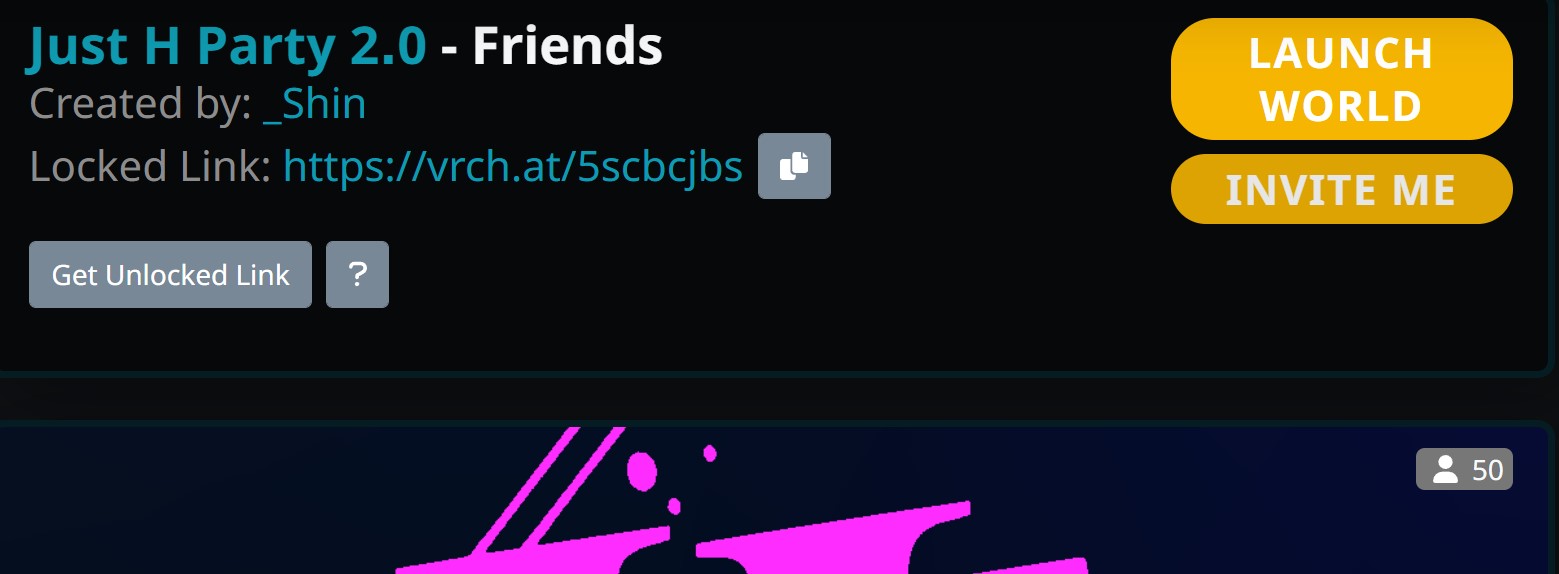 Just H Party 2.0 - Friends
Created by: _Shin
Locked Link: https://vrch.at/5scbcjbs
Get Unlocked Link
?
LAUNCH
WORLD
INVITE ME
50